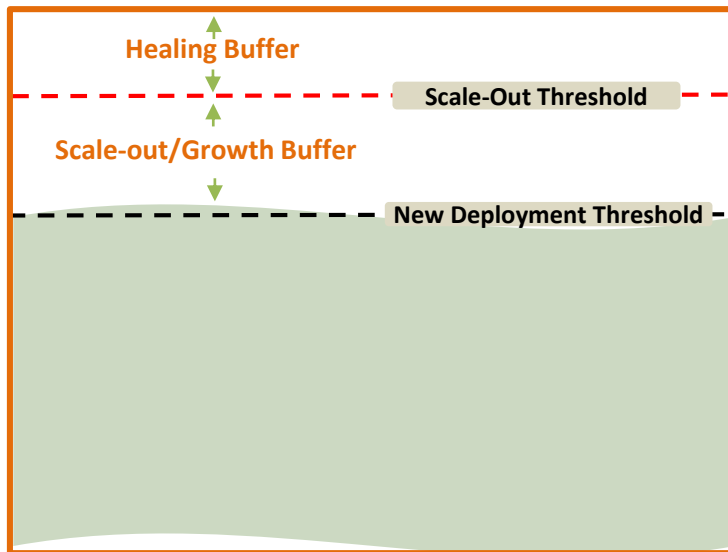 Healing Buffer
Scale-Out Threshold
Scale-out/Growth Buffer
New Deployment Threshold